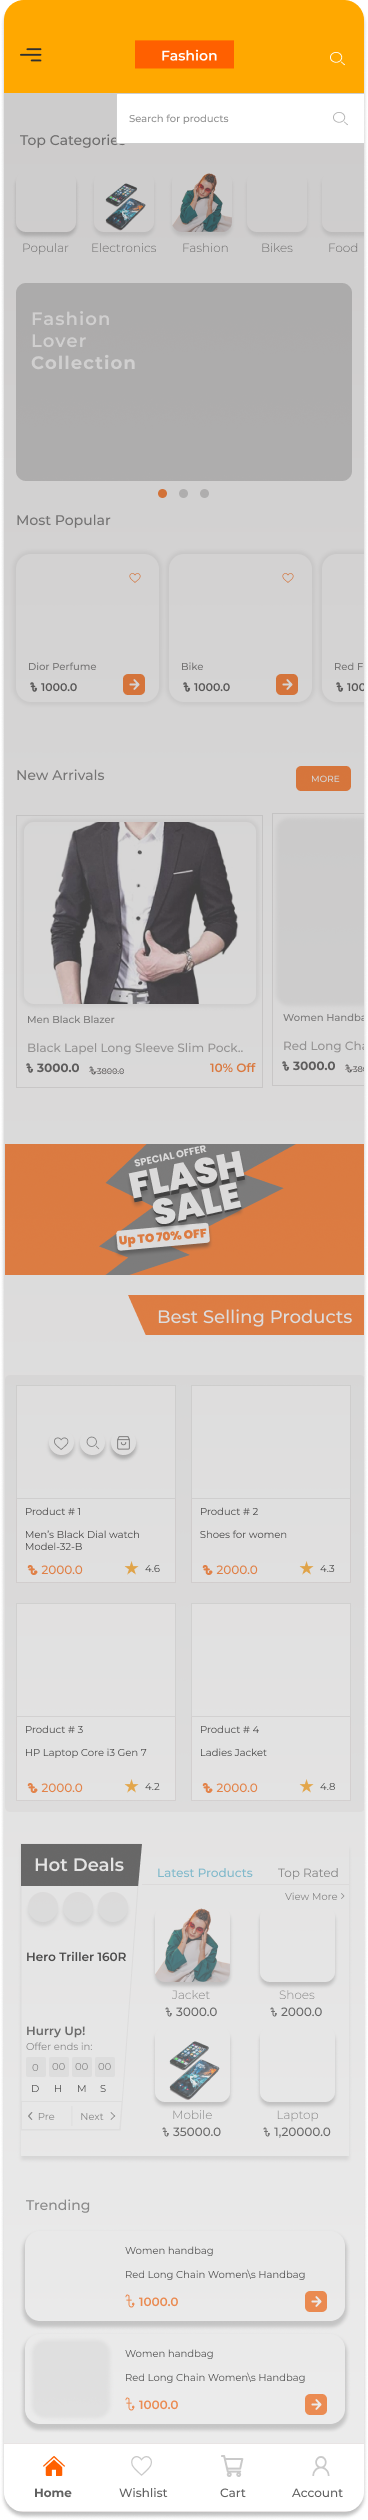 Fashion
Search for products
Top Categorie
Popular
Electronics
Fashion
Bikes
Food
Fashion
Lover
Collection
Most Popular
Dior Perfume
৳ 1000.0
Bike
৳ 1000.0
Red F
৳ 100
New Arrivals
MORE
Men Black Blazer
Black Lapel Long Sleeve Slim Pock..
৳ 3000.0 ৳3800.0 10% Off
Women Handba
Red Long Cha
৳ 3000.0 ৳380
SPECIAL OFFER
FLASH
SALE
Up TO 70% OFF
Best Selling Products
Product # 1
Men's Black Dial watch
Model-32-B
৳ 2000.0 4.6
Product # 2
Shoes for women
৳ 2000.0 4.3
Product # 3
HP Laptop Core i3 Gen 7
৳ 2000.0 4.2
Product # 4
Ladies Jacket
৳ 2000.0 4.8
Hot Deals
Hero Triller 160R
Hurry Up!
Offer ends in:
0 00 00 00
D H M S
Pre Next
Latest Products
Top Rated
View More
Jacket
৳ 3000.0
Shoes
৳ 2000.0
Mobile
৳ 35000.0
Laptop
৳ 1,20000.0
Trending
Women handbag
Red Long Chain Women\s Handbag
৳ 1000.0
Women handbag
Red Long Chain Women\s Handbag
৳ 1000.0
Home
Wishlist
Cart
Account